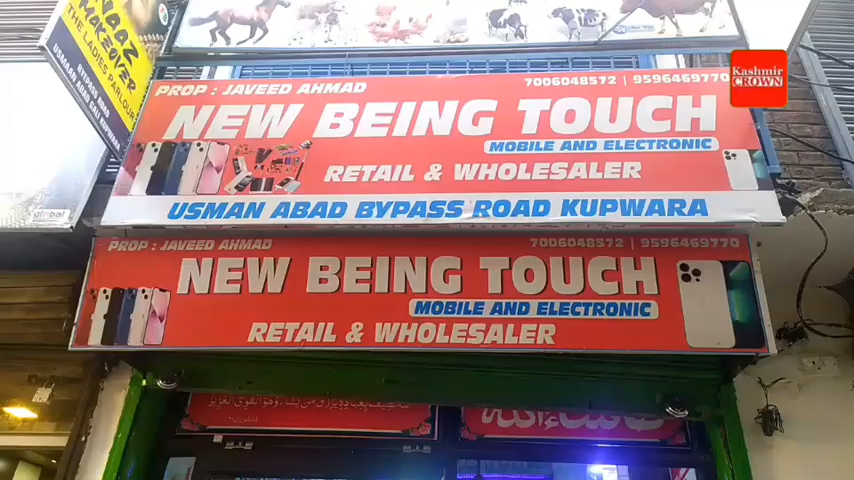 MAKEOVER
(THE LADIES PARLOUR)
Kashmir
CROWN
PROP : JAVEED AHMAD
7006048572 | 9596469770
NEW BEING TOUCH
MOBILE AND ELECTRONIC
RETAIL & WHOLESALER
USMAN ABAD BYPASS ROAD KUPWARA
global
PROP : JAVEED AHMAD
7006048572 | 9596469770
NEW BEING TOUCH
MOBILE AND ELECTRONIC
RETAIL & WHOLESALER